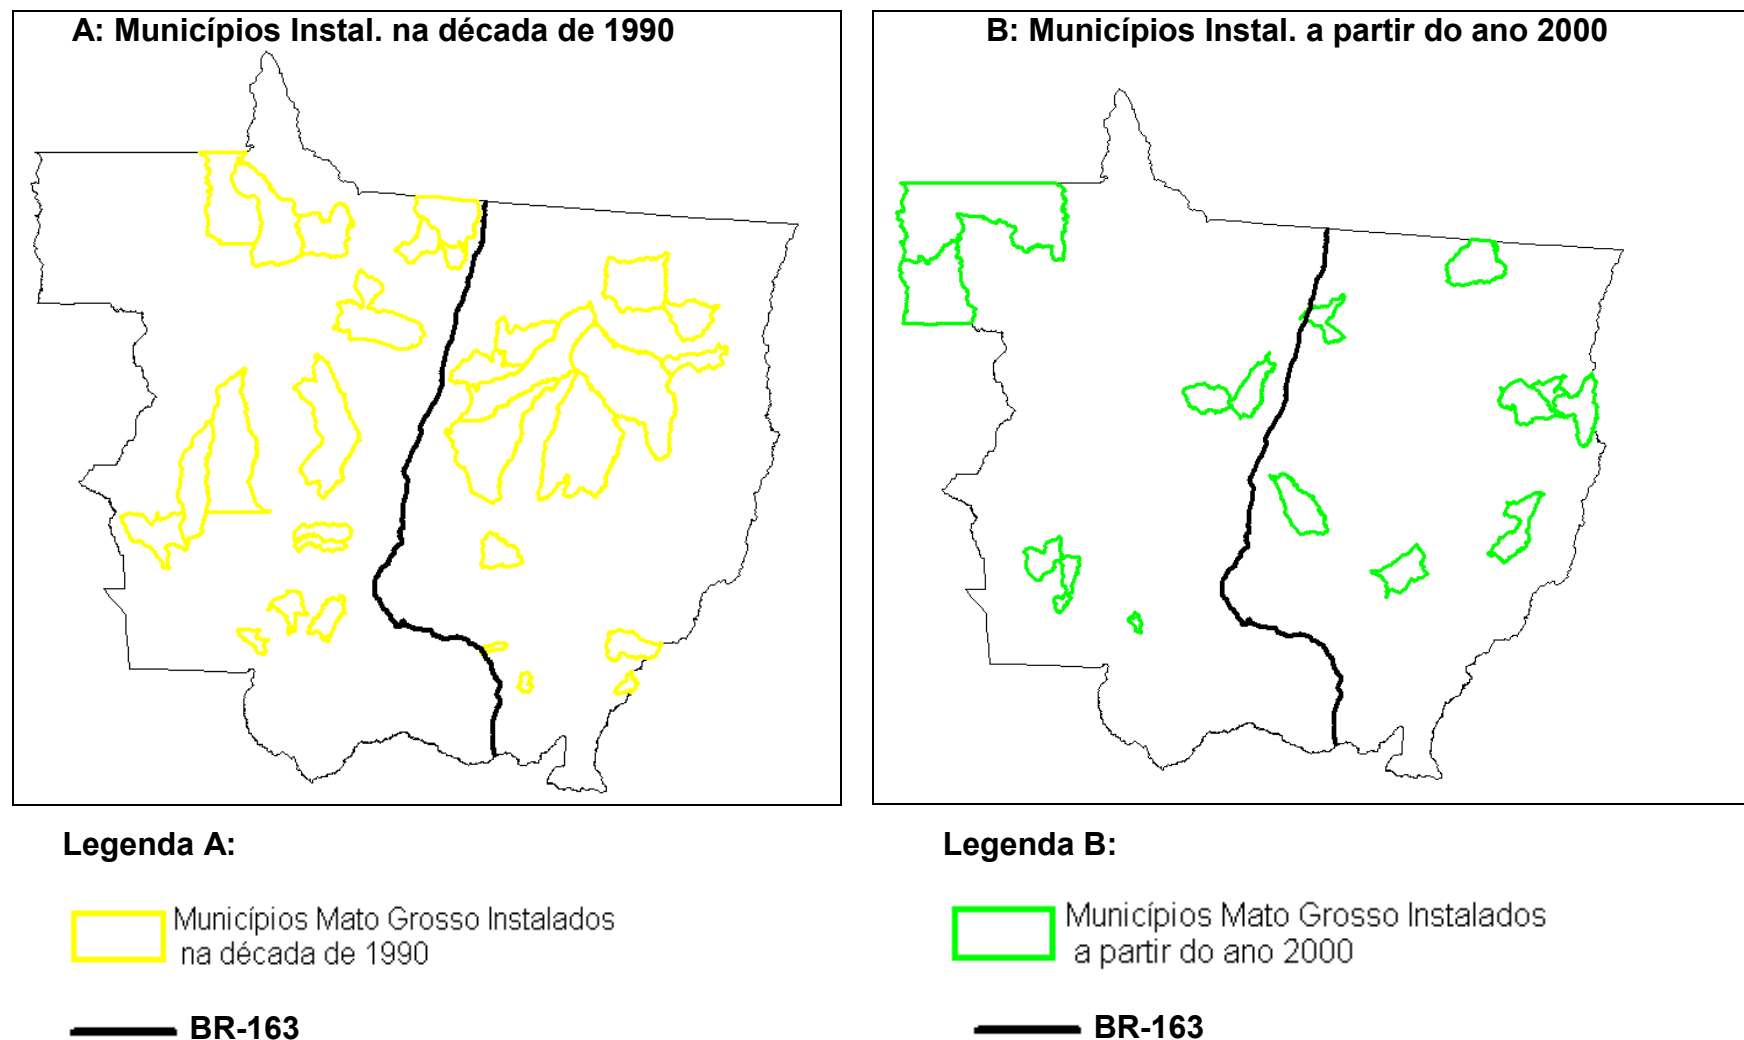 A: Municípios Instal. na década de 1990
B: Municípios Instal. a partir do ano 2000
Legenda A:
Municípios Mato Grosso Instalados
na década de 1990
BR-163
Legenda B:
Municípios Mato Grosso Instalados
a partir do ano 2000
BR-163